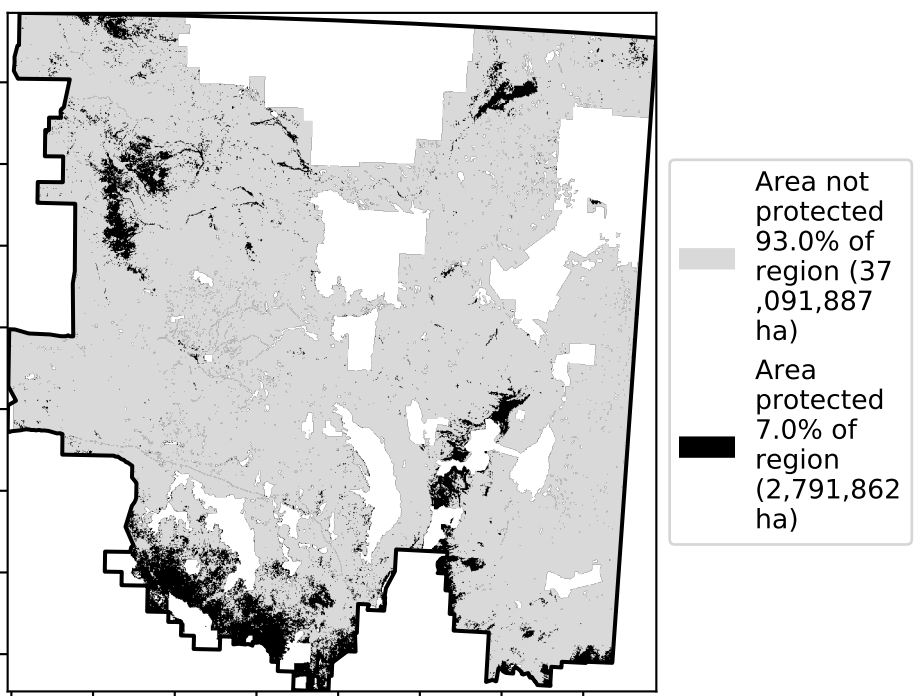 Area not
protected
93.0% of
region (37
,091,887
ha)
Area
protected
7.0% of
region
(2,791,862
ha)